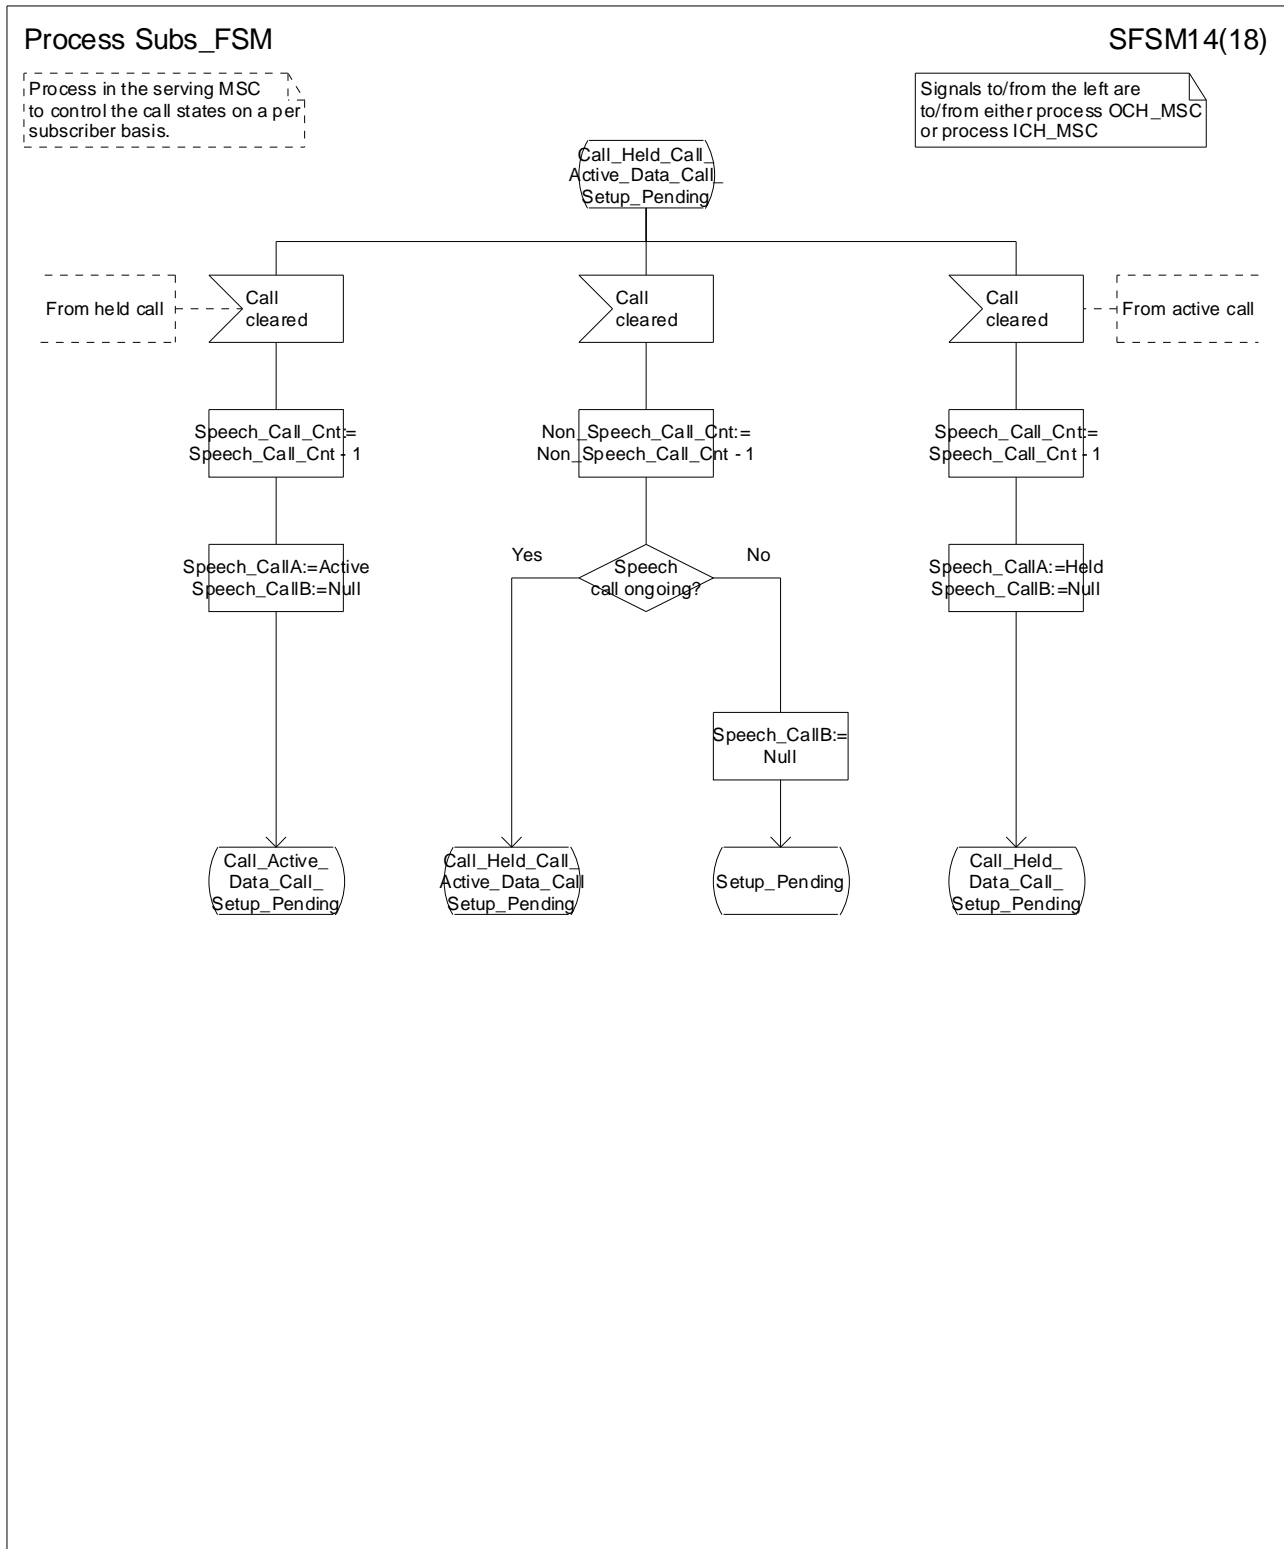 Process Subs_FSM
SFSM14(18)
Process in the serving MSC
to control the call states on a per
subscriber basis.
Signals to/from the left are
to/from either process OCH_MSC
or process ICH_MSC
Call_Held_Call_
Active_Data_Call_
Setup_Pending
From held call
Call
cleared
Call
cleared
Call
cleared
From active call
Speech_Call_Cnt:=
Speech_Call_Cnt - 1
Non_Speech_Call_Cnt:=
Non_Speech_Call_Cnt - 1
Speech_Call_Cnt:=
Speech_Call_Cnt - 1
Speech_CallA:=Active
Speech_CallB:=Null
Yes
Speech
call ongoing?
No
Speech_CallA:=Held
Speech_CallB:=Null
Speech_CallB:=
Null
Call_Active_
Data_Call_
Setup_Pending
Call_Held_Call_
Active_Data_Call
Setup_Pending
Setup_Pending
Call_Held_
Data_Call_
Setup_Pending